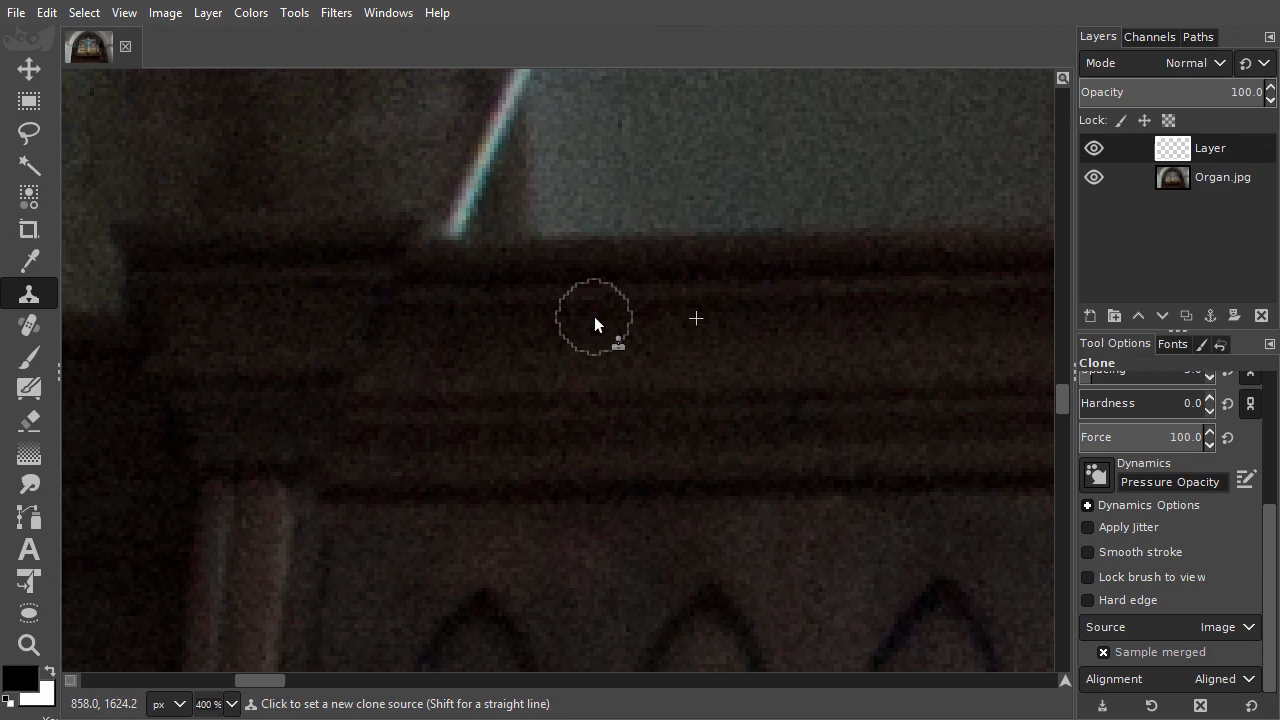 File Edit Select View Image Layer Colors Tools Filters Windows Help
Layers Channels Paths
Mode Normal
Opacity 100.0
Lock:
Layer
Organ.jpg
Tool Options Fonts
Clone
Hardness 0.0
Force 100.0
Dynamics
Pressure Opacity
Dynamics Options
Apply Jitter
Smooth stroke
Lock brush to view
Hard edge
Source Image
Sample merged
Alignment Aligned
858.0, 1624.2 px 400 % Click to set a new clone source (Shift for a straight line)